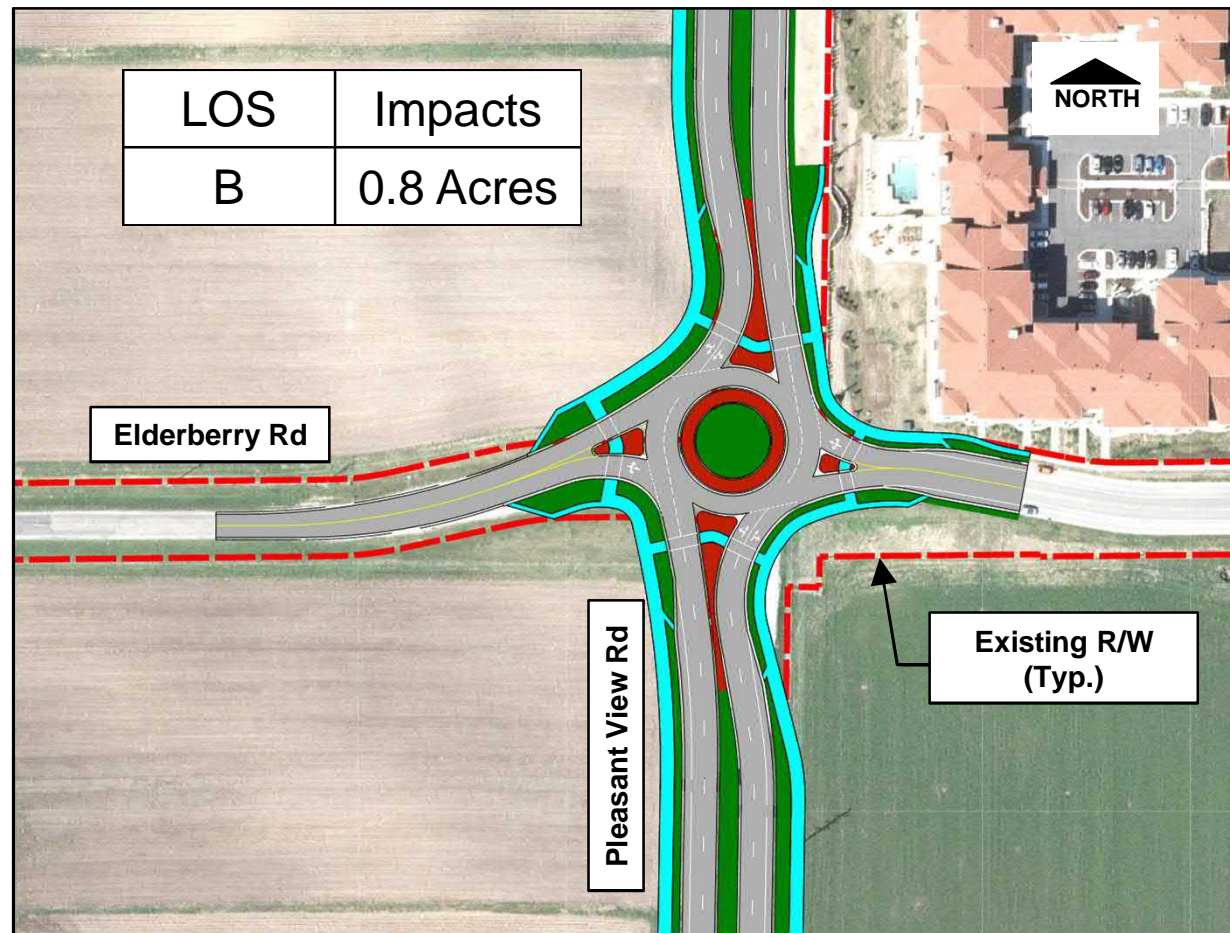 LOS Impacts
B 0.8 Acres
NORTH
Elderberry Rd
Pleasant View Rd
Existing R/W
(Typ.)